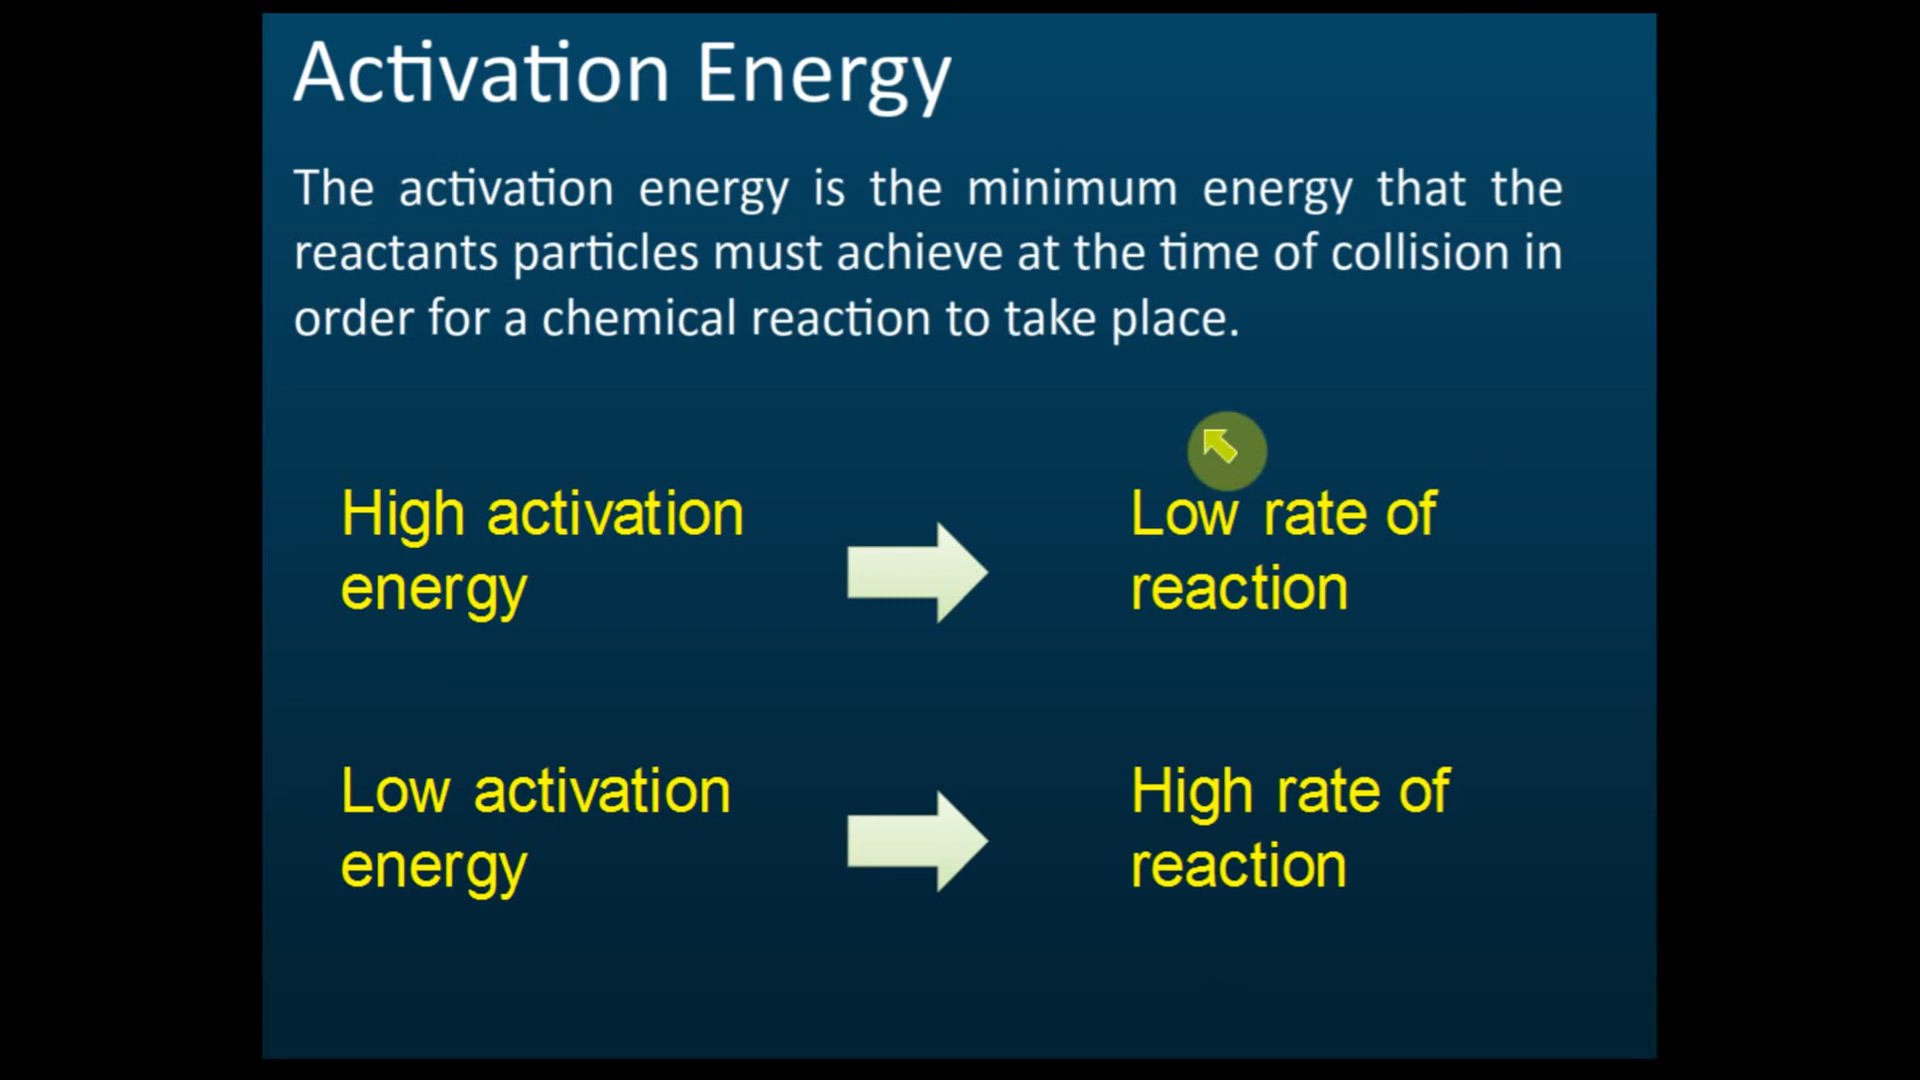 Activation Energy
The activation energy is the minimum energy that the
reactants particles must achieve at the time of collision in
order for a chemical reaction to take place.
High activation
energy
Low rate of
reaction
Low activation
energy
High rate of
reaction